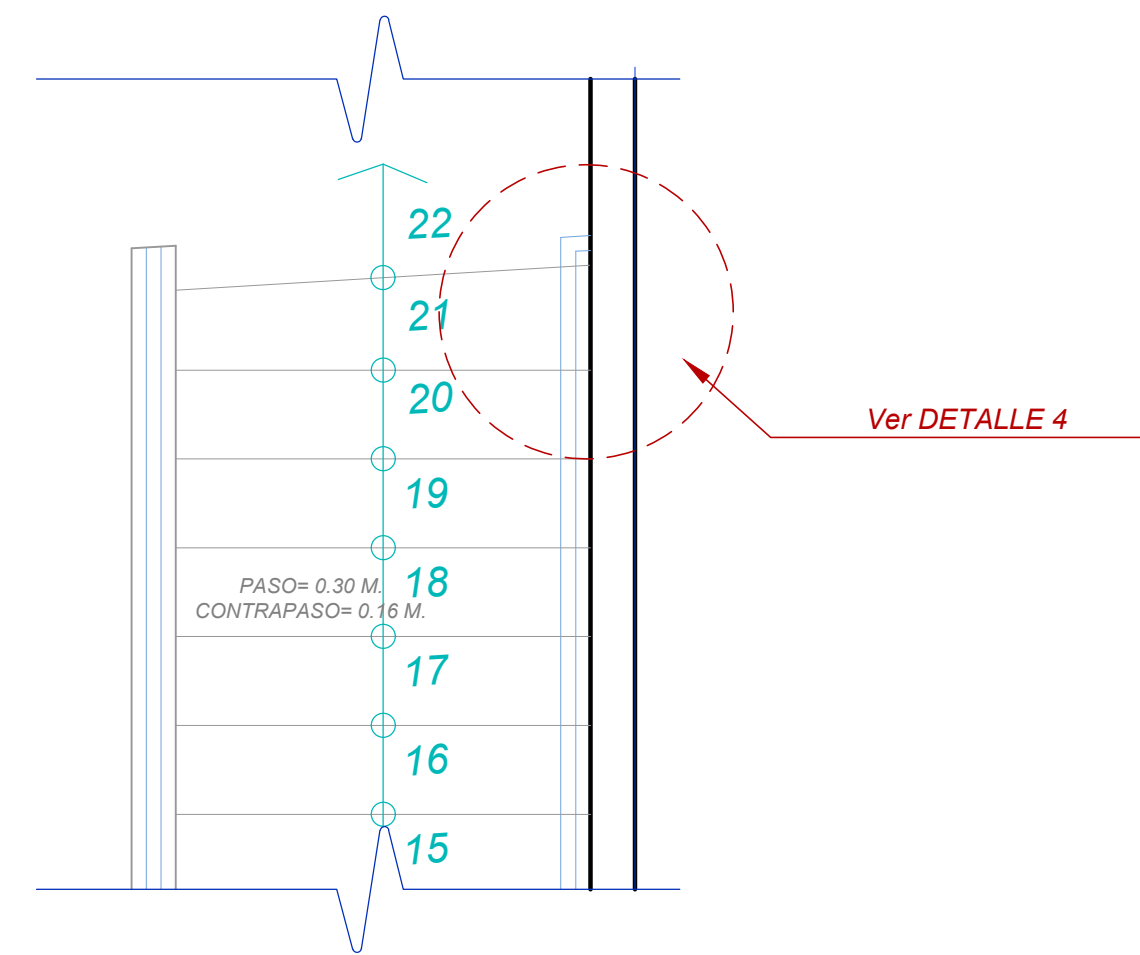 22
21
20
Ver DETALLE 4
19
18
PASO= 0.30 M.
CONTRAPASO= 0.16 M.
17
16
15